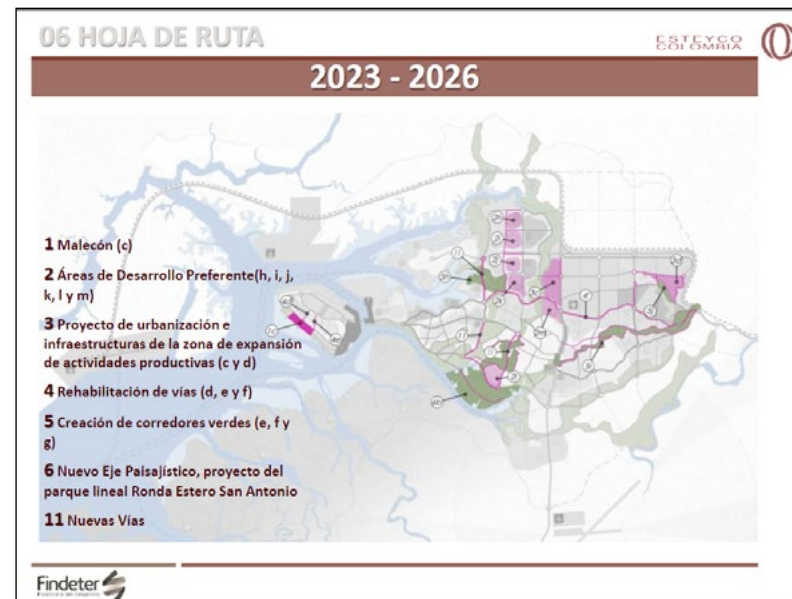 06 HOJA DE RUTA
ESTEYCO
COLOMBIA
2023 - 2026
1 Malecón (c)
2 Áreas de Desarrollo Preferente(h, i, j,
k, l y m)
3 Proyecto de urbanización e
infraestructuras de la zona de expansión
de actividades productivas (c y d)
4 Rehabilitación de vías (d, e y f)
5 Creación de corredores verdes (e, f y
g)
6 Nuevo Eje Paisajístico, proyecto del
parque lineal Ronda Estero San Antonio
11 Nuevas Vías
Findeter